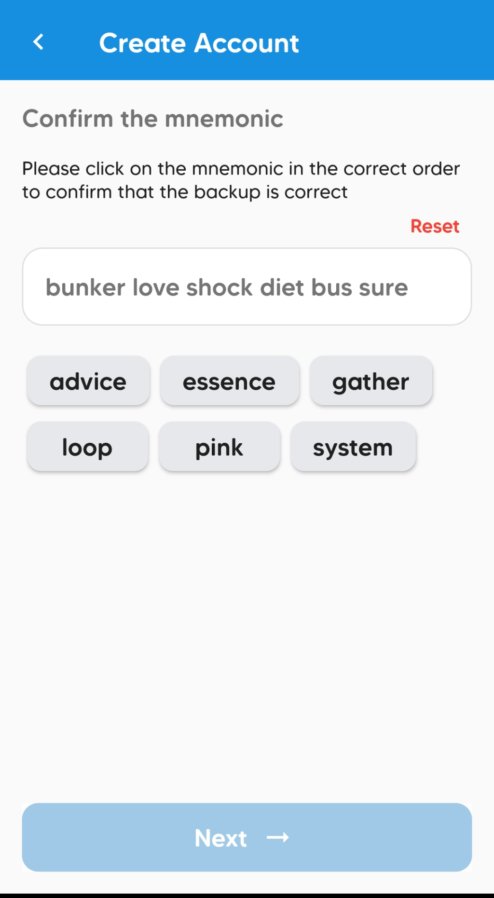 Create Account
Confirm the mnemonic
Please click on the mnemonic in the correct order
to confirm that the backup is correct
Reset
bunker love shock diet bus sure
advice essence gather
loop pink system
Next →